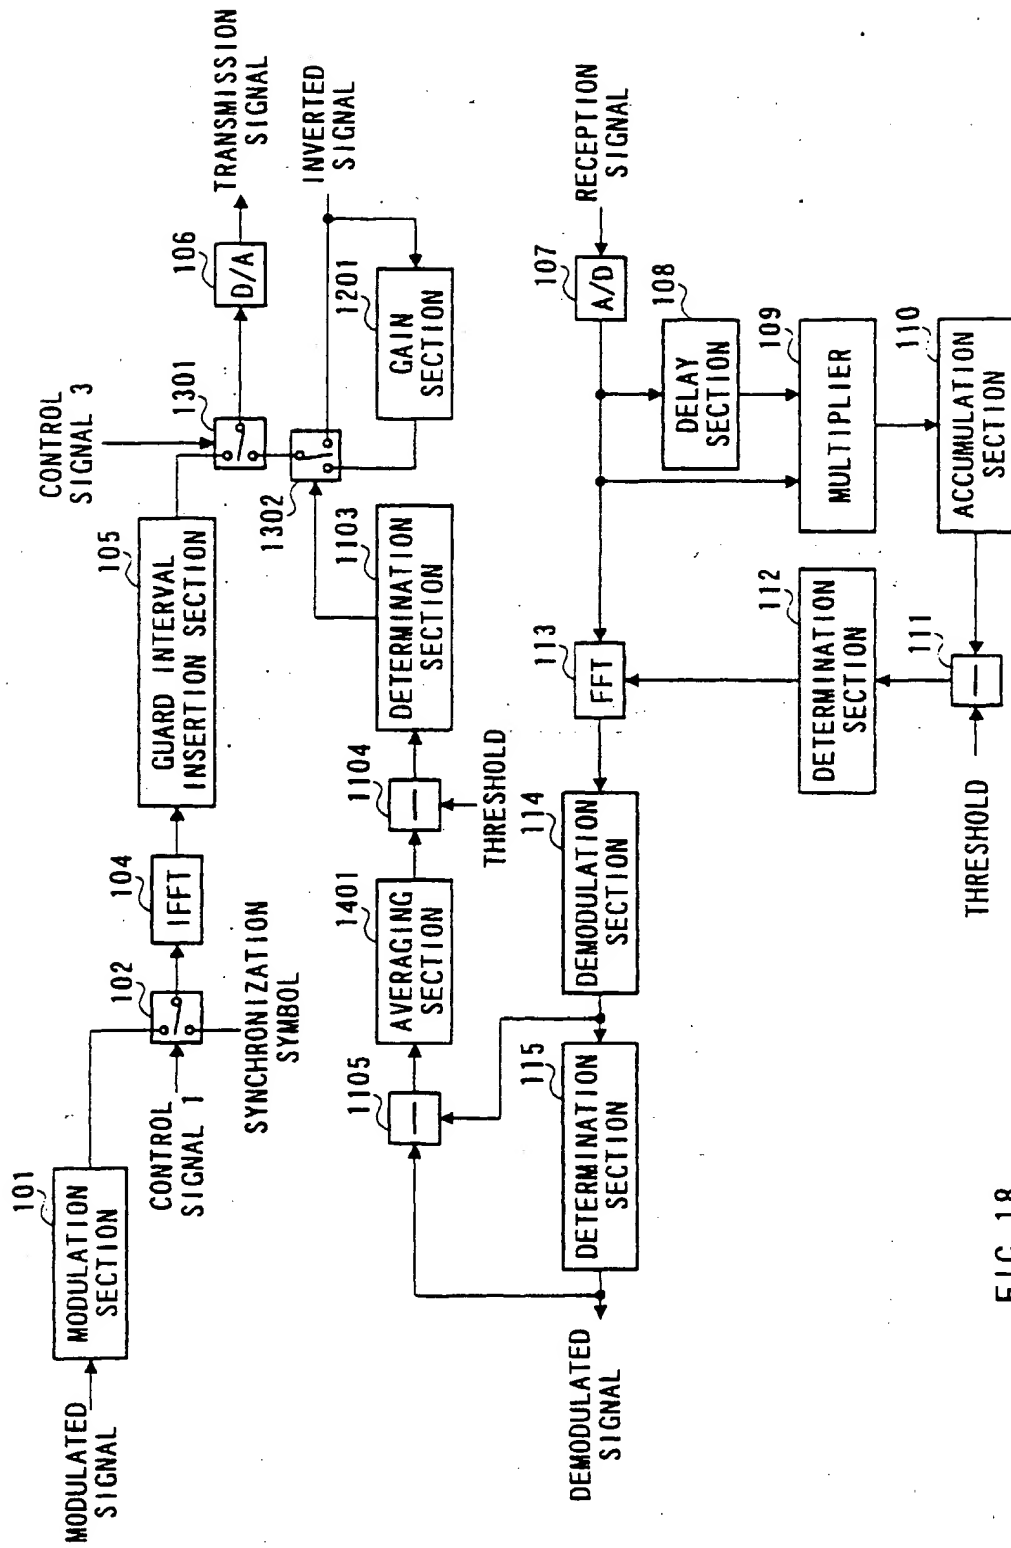 MODULATED
SIGNAL
101
MODULATION
SECTION
CONTROL
SIGNAL 1
102
SYNCHRONIZATION
SYMBOL
104
IFFT
105
GUARD INTERVAL
INSERTION SECTION
CONTROL
SIGNAL 3
1301
106
D/A
TRANSMISSION
SIGNAL
1302
INVERTED
SIGNAL
1201
GAIN
SECTION
1105
—
1401
AVERAGING
SECTION
1104
—
THRESHOLD
1103
DETERMINATION
SECTION
DEMODULATED
SIGNAL
115
DETERMINATION
SECTION
114
DEMODULATION
SECTION
113
FFT
107
A/D
RECEPTION
SIGNAL
108
DELAY
SECTION
109
MULTIPLIER
110
ACCUMULATION
SECTION
112
DETERMINATION
SECTION
111
—
THRESHOLD
FIG. 18